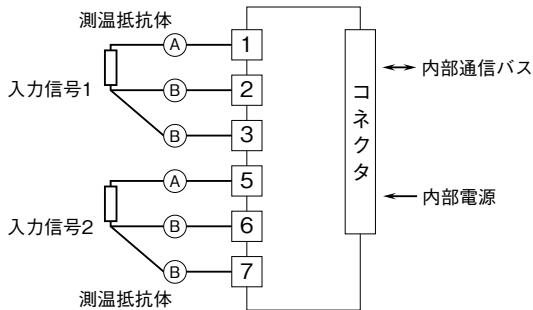 測温抵抗体
入力信号1
A 1
B 2
B 3
入力信号2
A 5
B 6
B 7
測温抵抗体
コネクタ
内部通信バス
内部電源